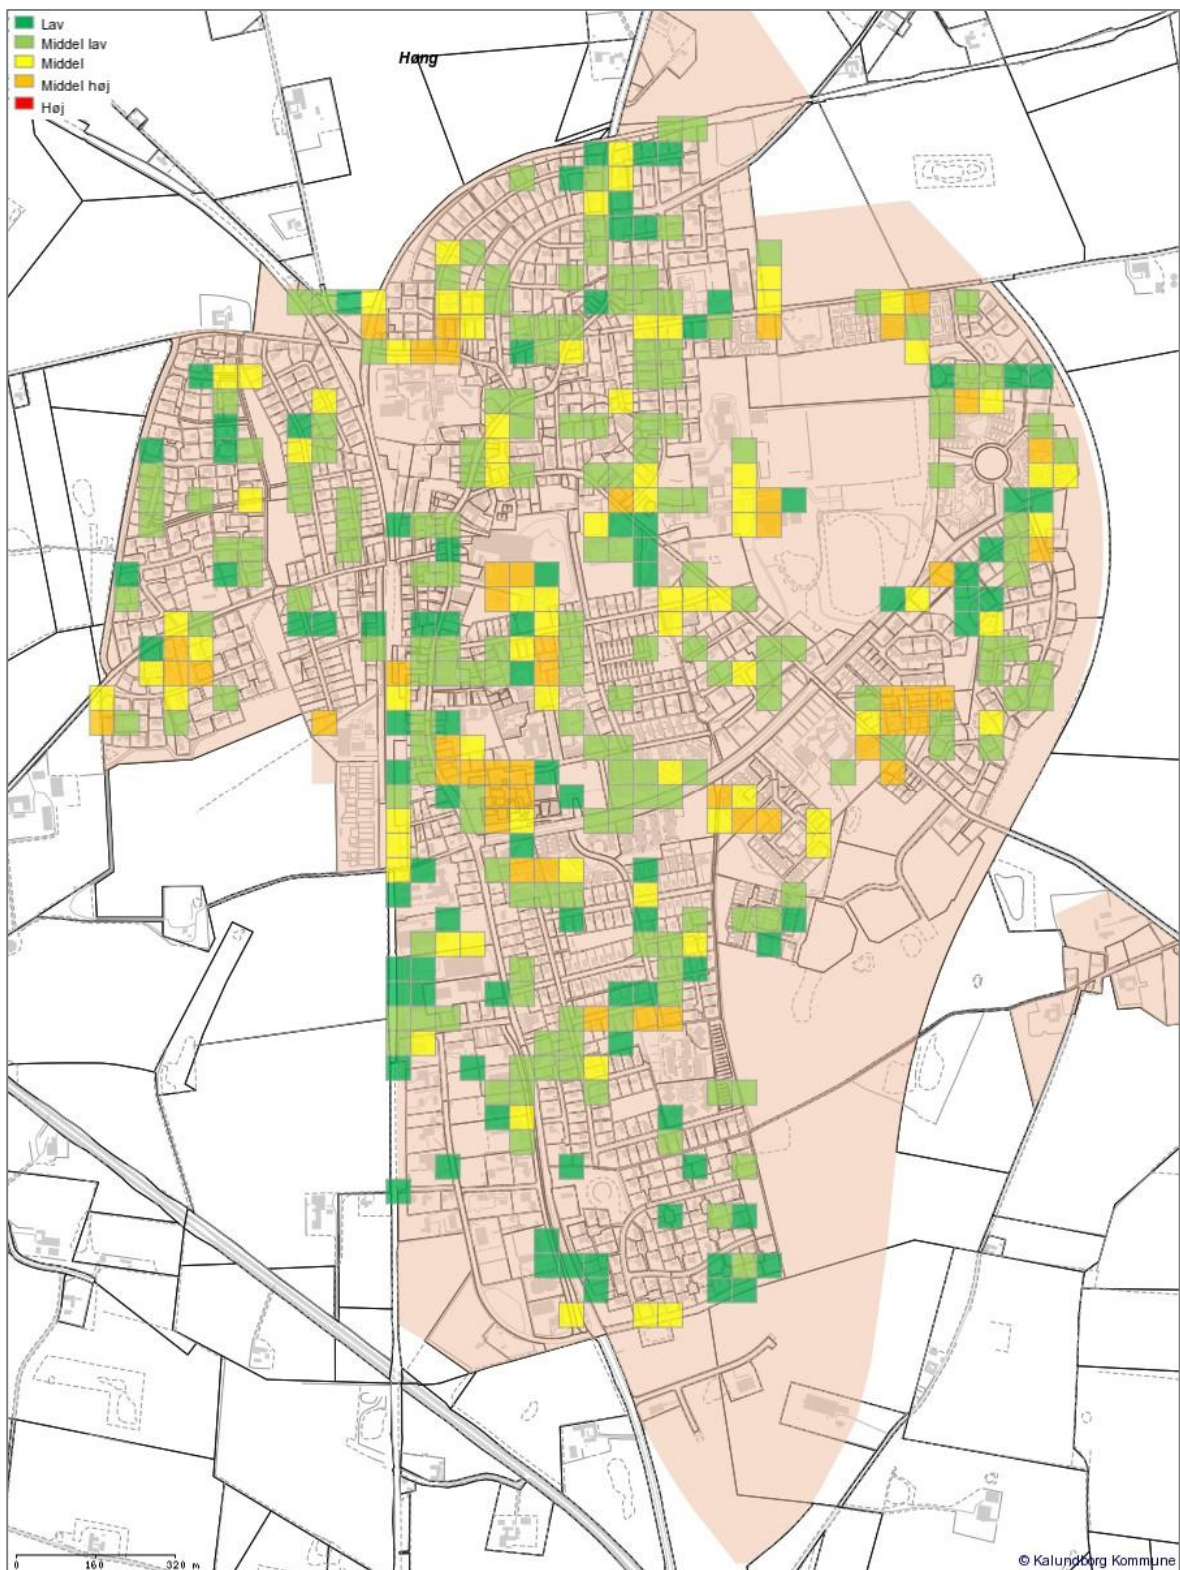 Lav
Middel lav
Middel
Middel høj
Høj
Høng
0 160 320 m
© Kalundborg Kommune